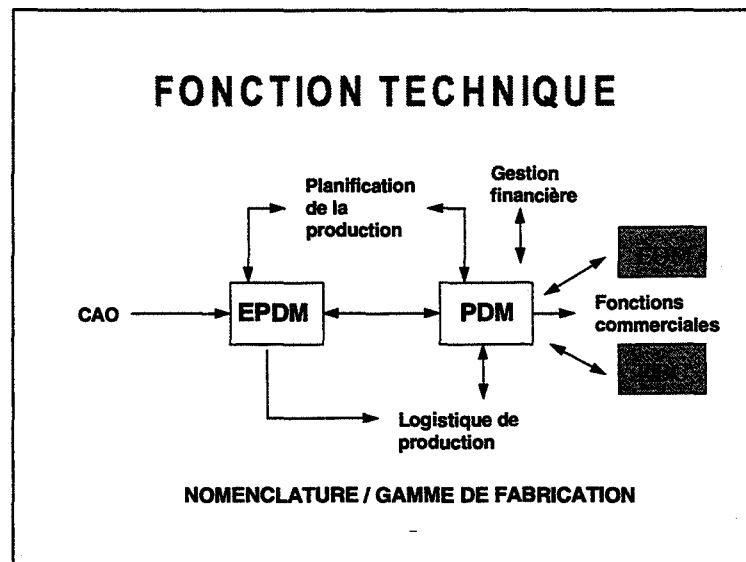 FONCTION TECHNIQUE
Planification
de la
production
Gestion
financière
CAO
EPDM
PDM
Fonctions
commerciales
Logistique de
production
NOMENCLATURE / GAMME DE FABRICATION